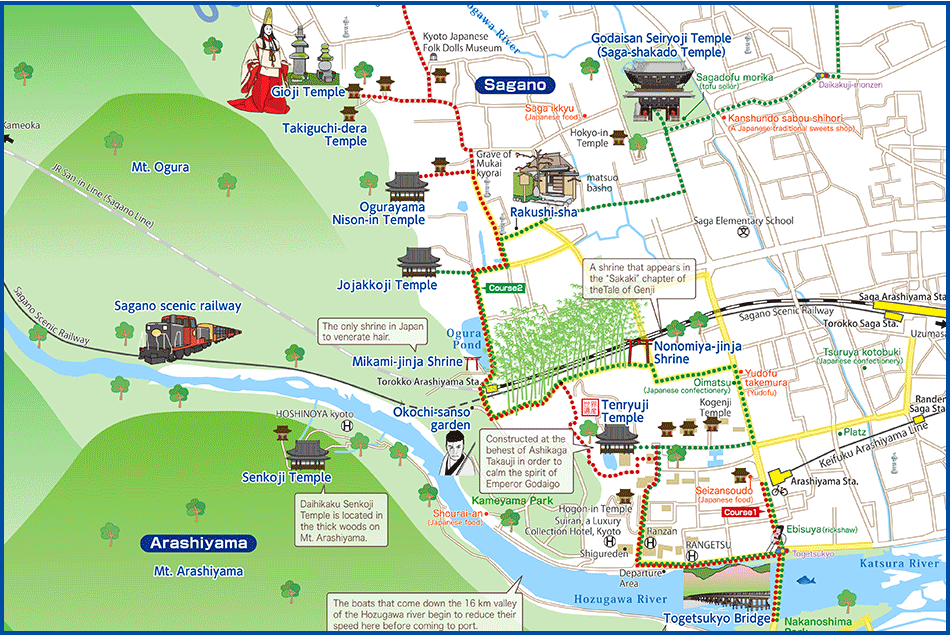 Kyoto Japanese
Folk Dolls Museum
Hozugawa River
Godaisan Seiryoji Temple
(Saga-shakado Temple)
Sagano
Sagadofu morika
(tofu seller)
Daikakuji-monzen
Gioji Temple
Saga ikkyu
(Japanese food)
Kanshundo sabou shihori
(A Japanese traditional sweets shop)
Takiguchi-dera
Temple
Hokyo-in
Temple
Kameoka
Mt. Ogura
Grave of
Mukai
kyorai
matsuo
basho
JR San-in Line (Sagano Line)
Ogurayama
Nison-in Temple
Rakushi-sha
Saga Elementary School
文
Jojakkoji Temple
A shrine that appears in
the "Sakaki" chapter of
theTale of Genji
Course2
Sagano scenic railway
Sagano Scenic Railway
Saga Arashiyama Sta.
Sagano Scenic Railway
Torokko Saga Sta.
Uzumasa
The only shrine in Japan
to venerate hair.
Ogura
Pond
Mikami-jinja Shrine
Nonomiya-jinja
Shrine
Tsuruya kotobuki
(Japanese confectionery)
Torokko Arashiyama Sta.
Oimatsu
(Japanese confectionery)
Yudofu
takemura
(Yudofu)
Randen
Saga Sta.
HOSHINOYA kyoto
H
Okochi-sanso
garden
世界
遺産
Tenryuji
Temple
Kogenji
Temple
Platz
Keifuku Arashiyama Line
Constructed at the
behest of Ashikaga
Takauji in order to
calm the spirit of
Emperor Godaigo
Senkoji Temple
Arashiyama Sta.
Seizansoudo
(Japanese food)
Daihikaku Senkoji
Temple is located in
the thick woods on
Mt. Arashiyama.
Kameyama Park
Shourai-an
(Japanese food)
Hogon-in Temple
Suiran, a Luxury
Collection Hotel, Kyoto
H
Course1
Ebisuya(rickshaw)
Ranzan
H
RANGETSU
H
Arashiyama
Shigureden
Togetsukyo
Mt. Arashiyama
Departure
Area
Katsura River
Hozugawa River
The boats that come down the 16 km valley
of the Hozugawa river begin to reduce their
speed here before coming to port.
Togetsukyo Bridge
Nakanoshima
Park